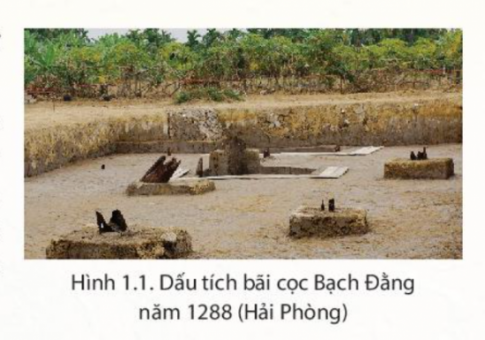 Hình 1.1. Dấu tích bãi cọc Bạch Đằng
năm 1288 (Hải Phòng)